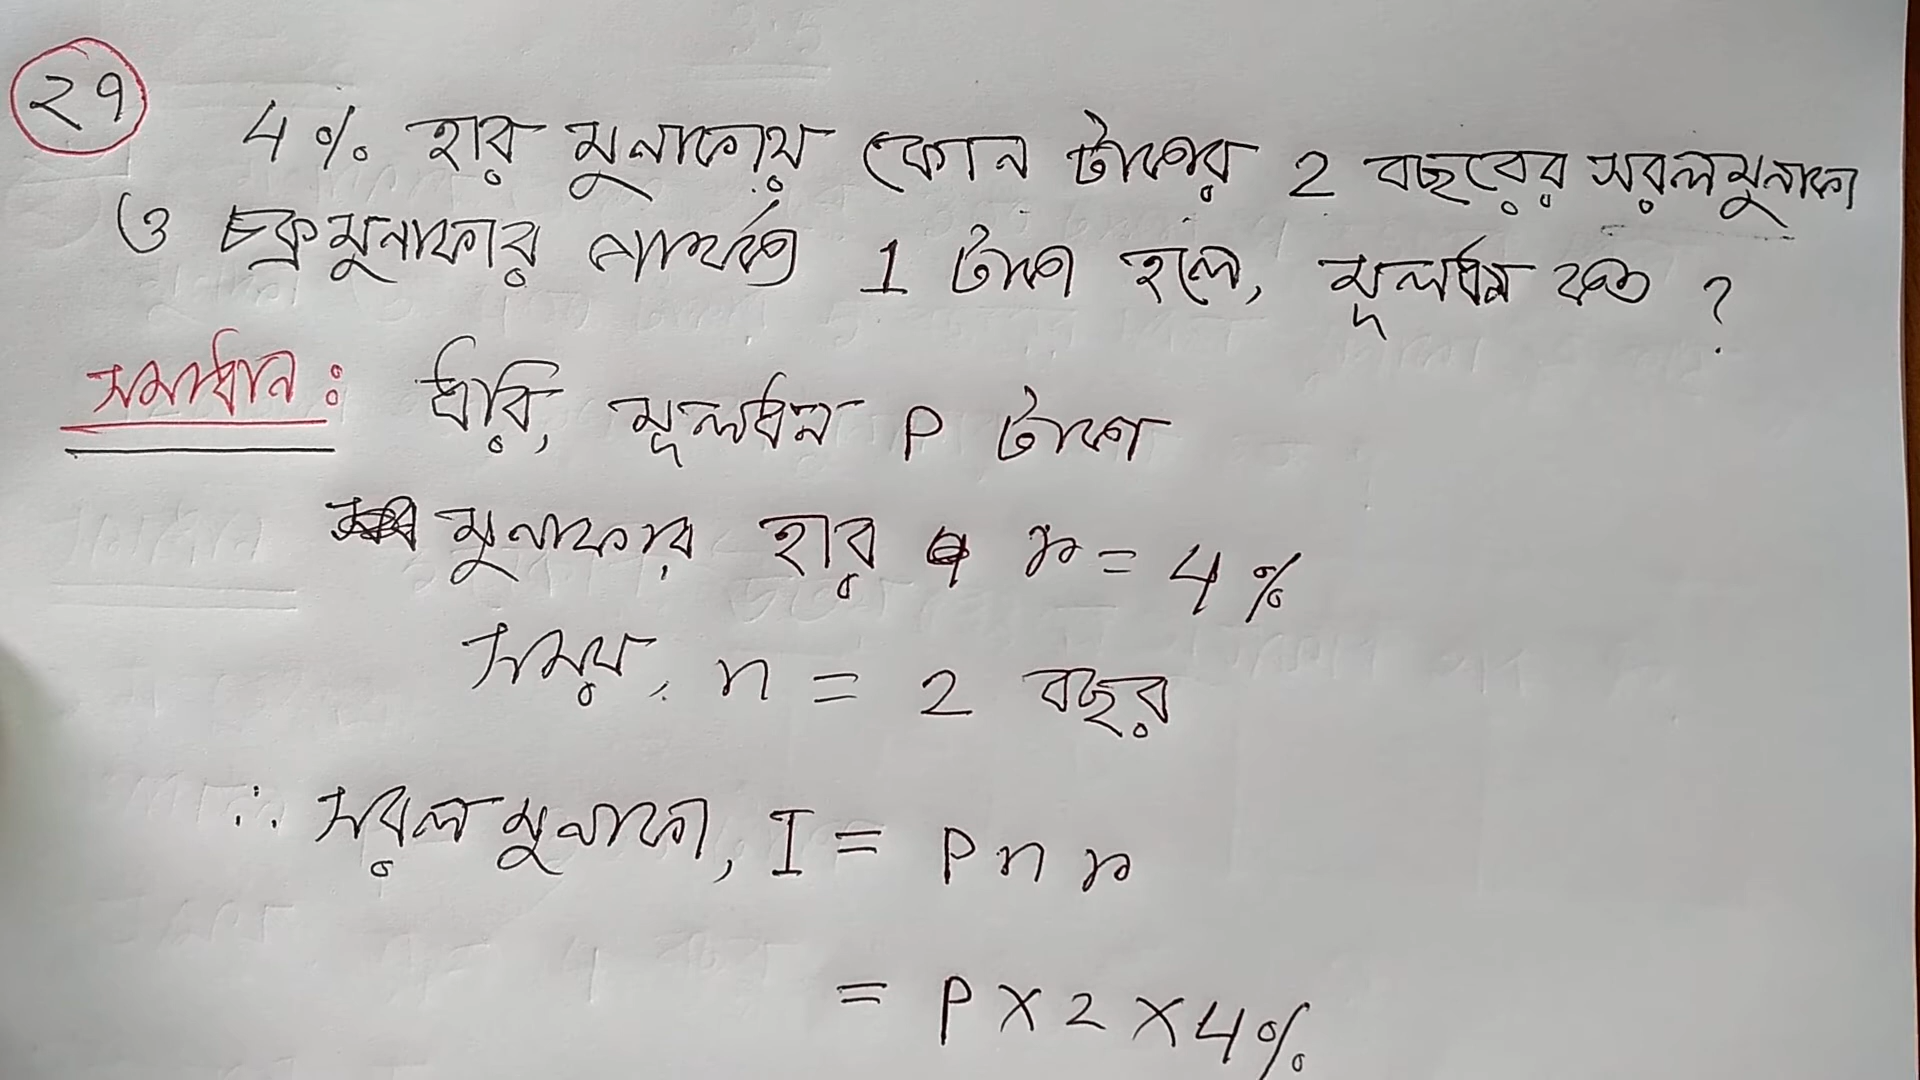 ২৭
4% হার মুনাফায় কোন টাকার 2 বছরের সরলমুনাফা
ও চক্রমুনাফার পার্থক্য 1 টাকা হলে, মূলধন কত ?
সমাধান :
ধরি, মূলধন P টাকা
মুনাফার হার r = 4%
সময়, n = 2 বছর
∴ সরল মুনাফা, I = Pnr
= P × 2 × 4%